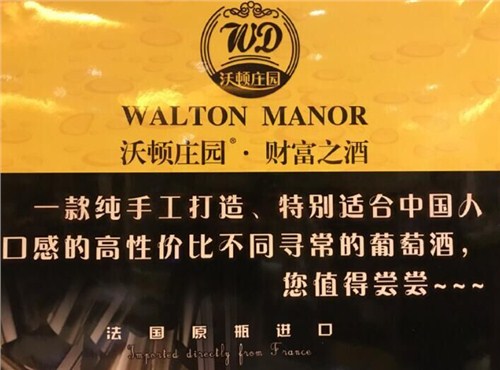 WD
沃顿庄园
WALTON MANOR
沃顿庄园®·财富之酒
一款纯手工打造、特别适合中国人
口感的高性价比不同寻常的葡萄酒，
您值得尝尝~~~
法国原瓶进口
Imported directly from France